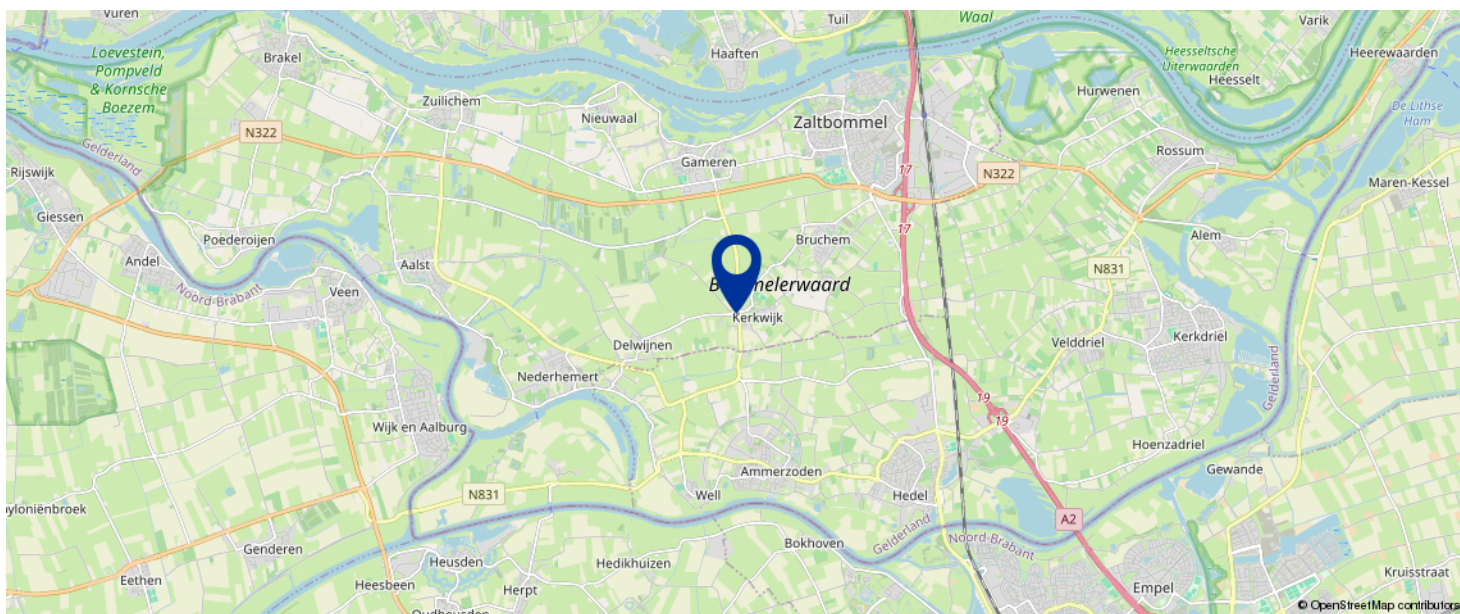 Vuren
Tuil
Waal
Varik
Loevestein,
Pompveld
& Kornsche
Boezem
Brakel
Haaften
Heesseltsche
Uiterwaarden
Heesselt
Heerewaarden
Zuilichem
Nieuwaal
Zaltbommel
Hurwenen
De Lithse
Ham
N322
Gelderland
Rijswijk
Gameren
17
N322
Rossum
Maren-Kessel
Giessen
Poederoijen
Andel
Aalst
Bruchem
17
Alem
N831
Noord-Brabant
Veen
melerwaard
Kerkwijk
Delwijnen
Velddriel
Kerkdriel
Nederhemert
Gelderland
19
19
Wijk en Aalburg
Hoenzadriel
Ammerzoden
Gewande
N831
Well
Hedel
yloniënbroek
A2
Genderen
Bokhoven
Gelderland
Noord-Brabant
Heusden
Hedikhuizen
Eethen
Heesbeen
Herpt
Empel
Kruisstraat
Oudheusden
© OpenStreetMap contributors